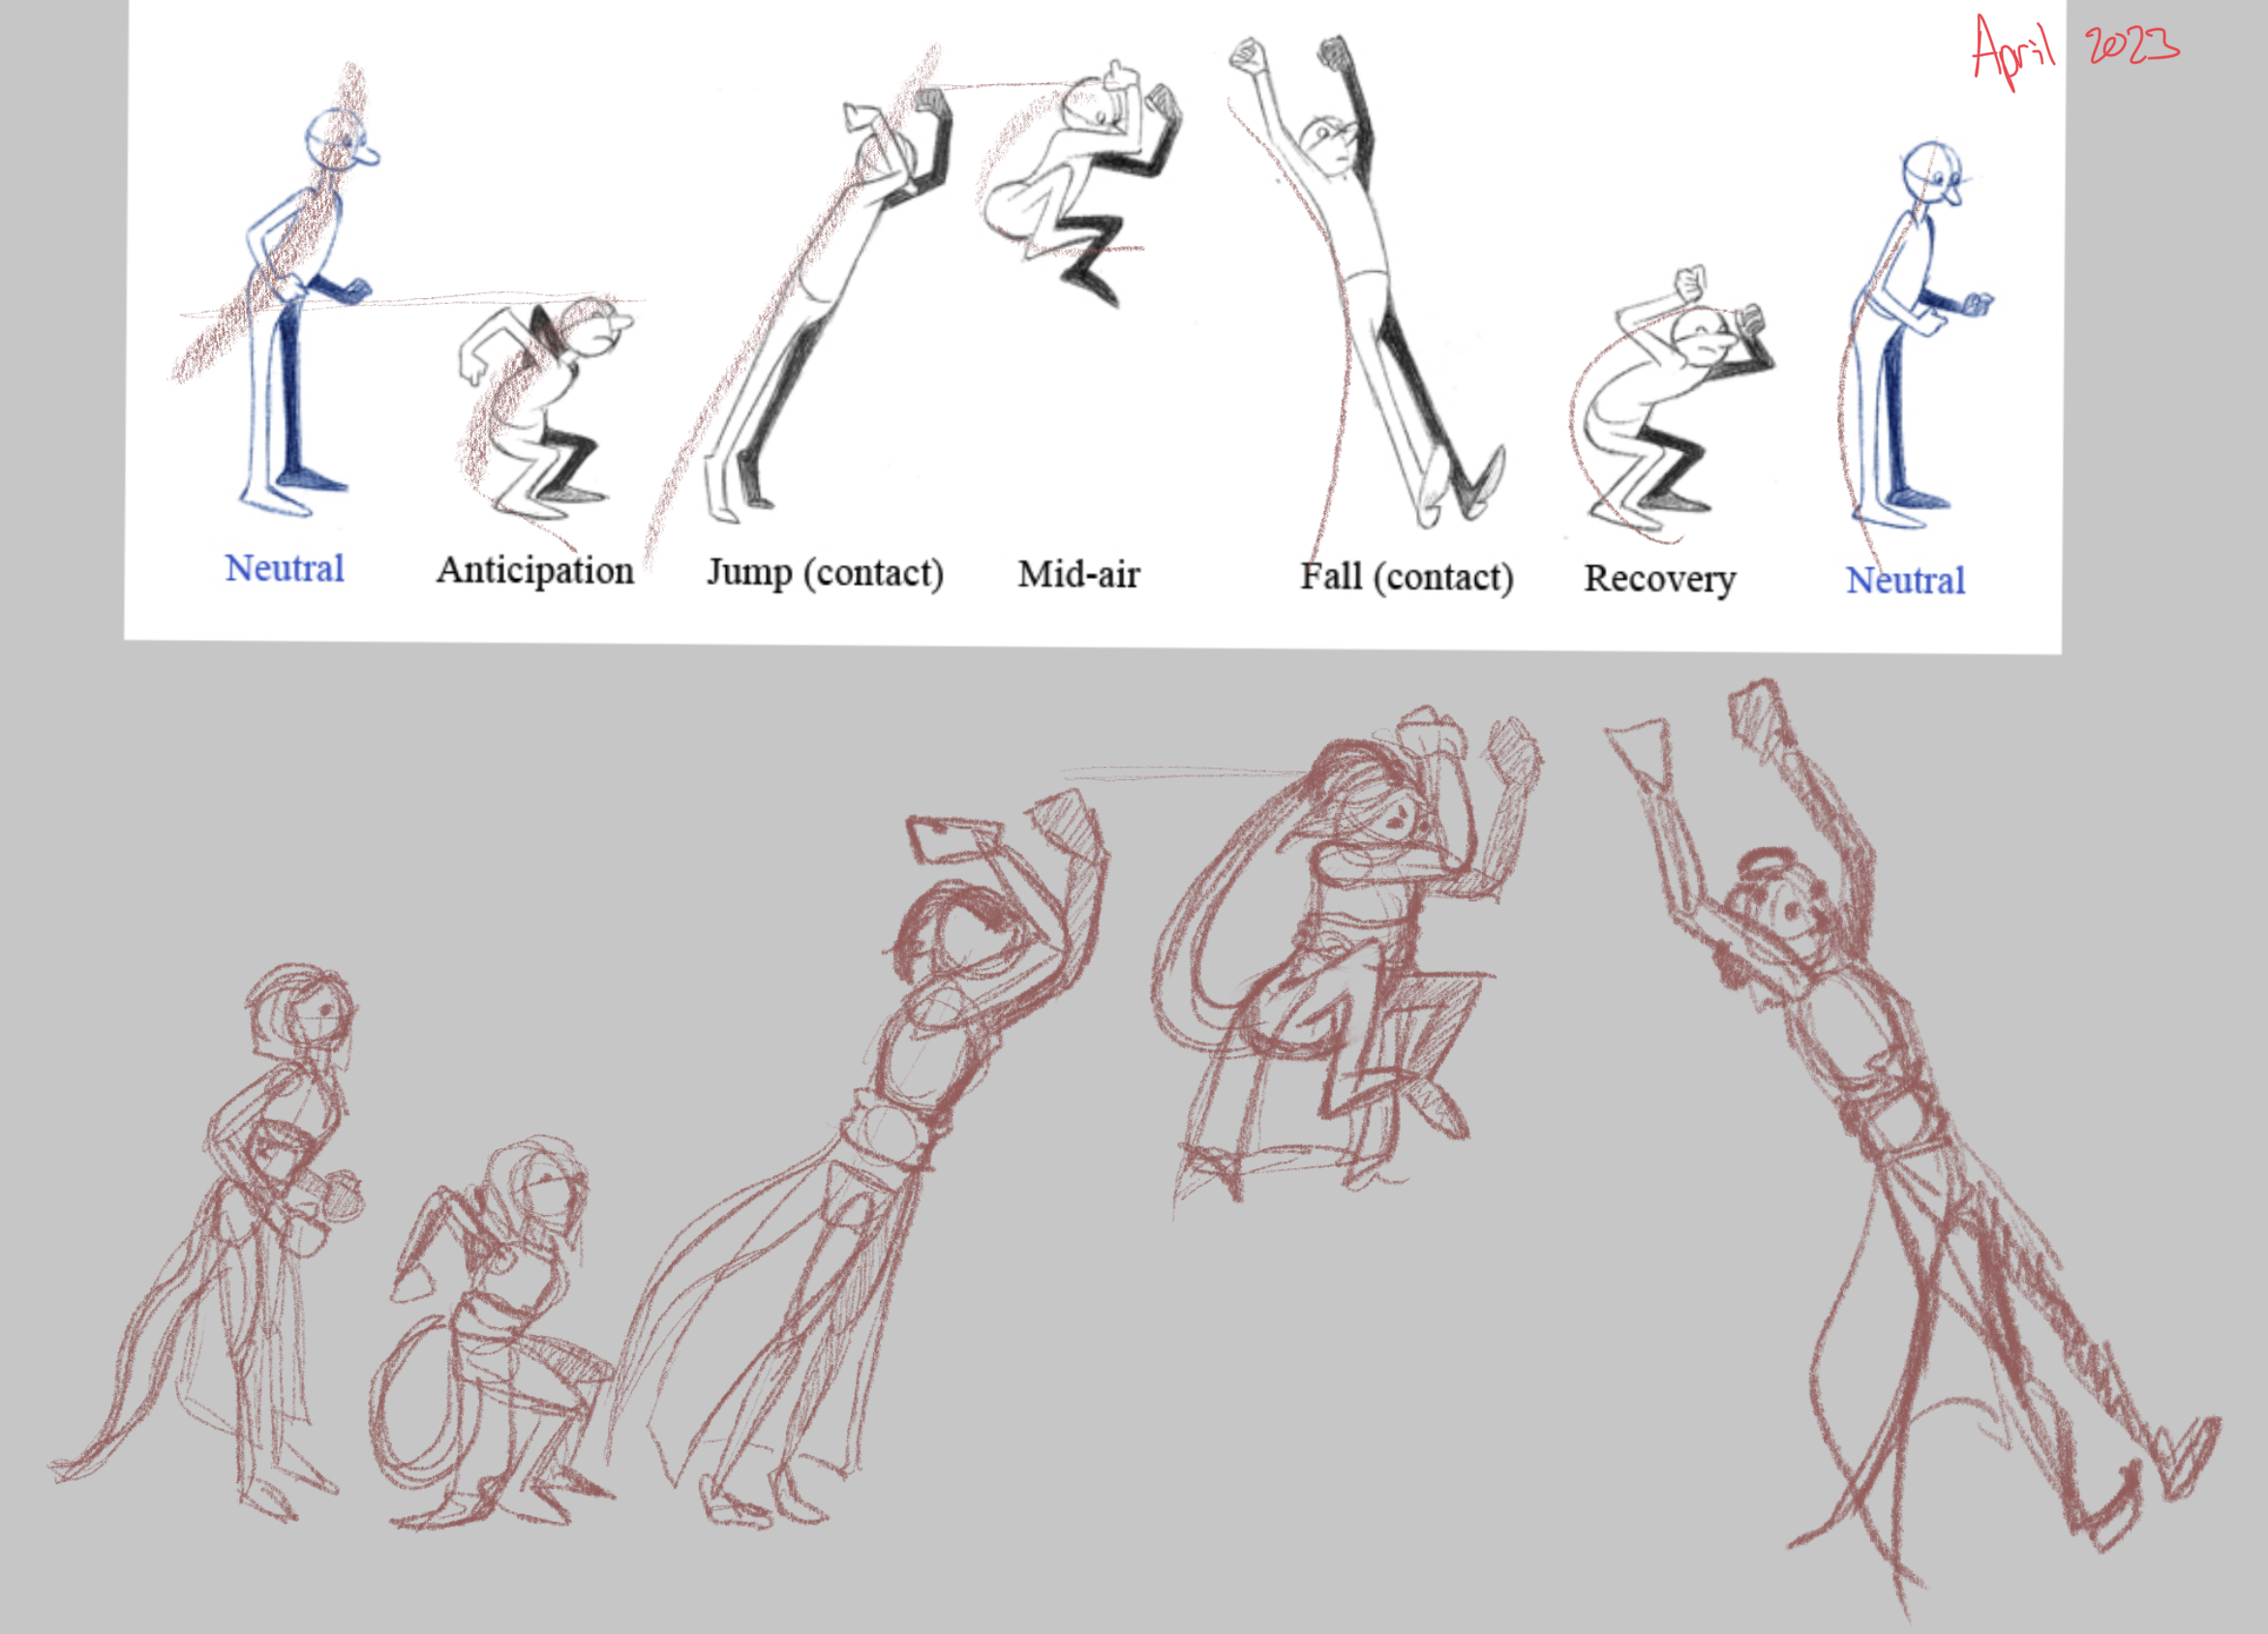 April 2023
Neutral
Anticipation
Jump (contact)
Mid-air
Fall (contact)
Recovery
Neutral